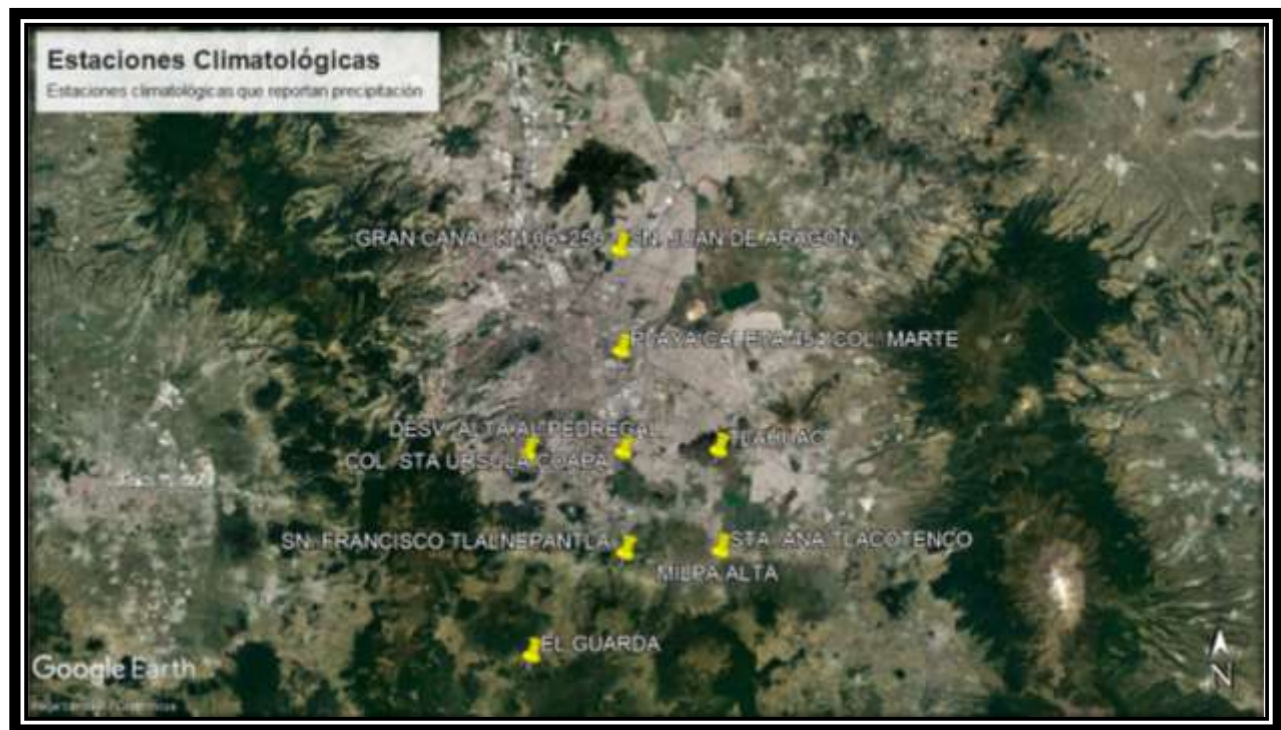 Estaciones Climatológicas
Estaciones climatológicas que reportan precipitación
GRAN CANAL KM 06+250 SN. JUAN DE ARAGON
PLAYA CALETA 454 COL. MARTE
DESV. ALTA AL PEDREGAL
TLAHUAC
COL. STA URSULA COAPA
SN. FRANCISCO TLALNEPANTLA
STA. ANA TLACOTENCO
MILPA ALTA
EL GUARDA
Google Earth
N